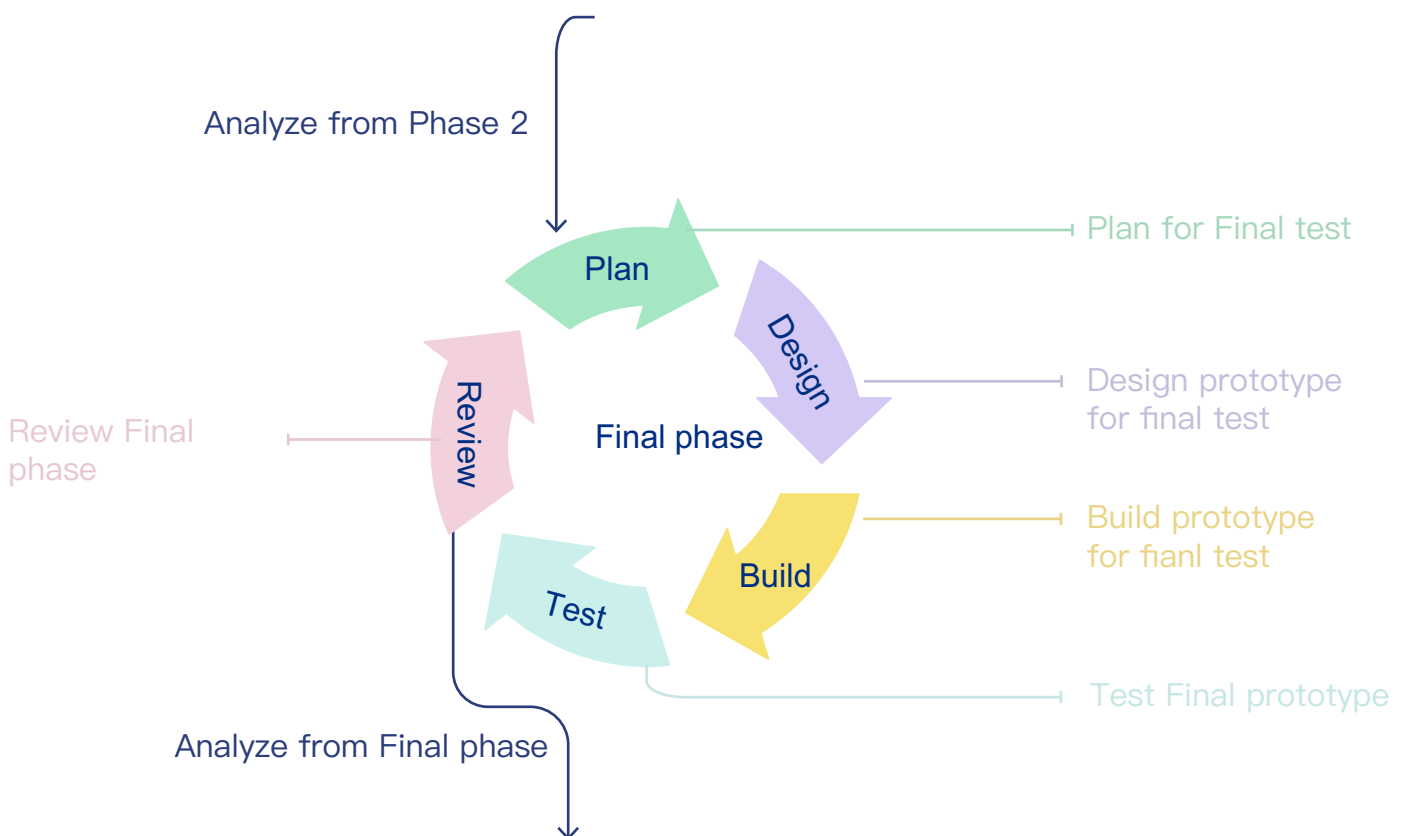 Analyze from Phase 2
Plan
Plan for Final test
Design
Design prototype
for final test
Final phase
Review
Review Final
phase
Build
Build prototype
for fianl test
Test
Test Final prototype
Analyze from Final phase